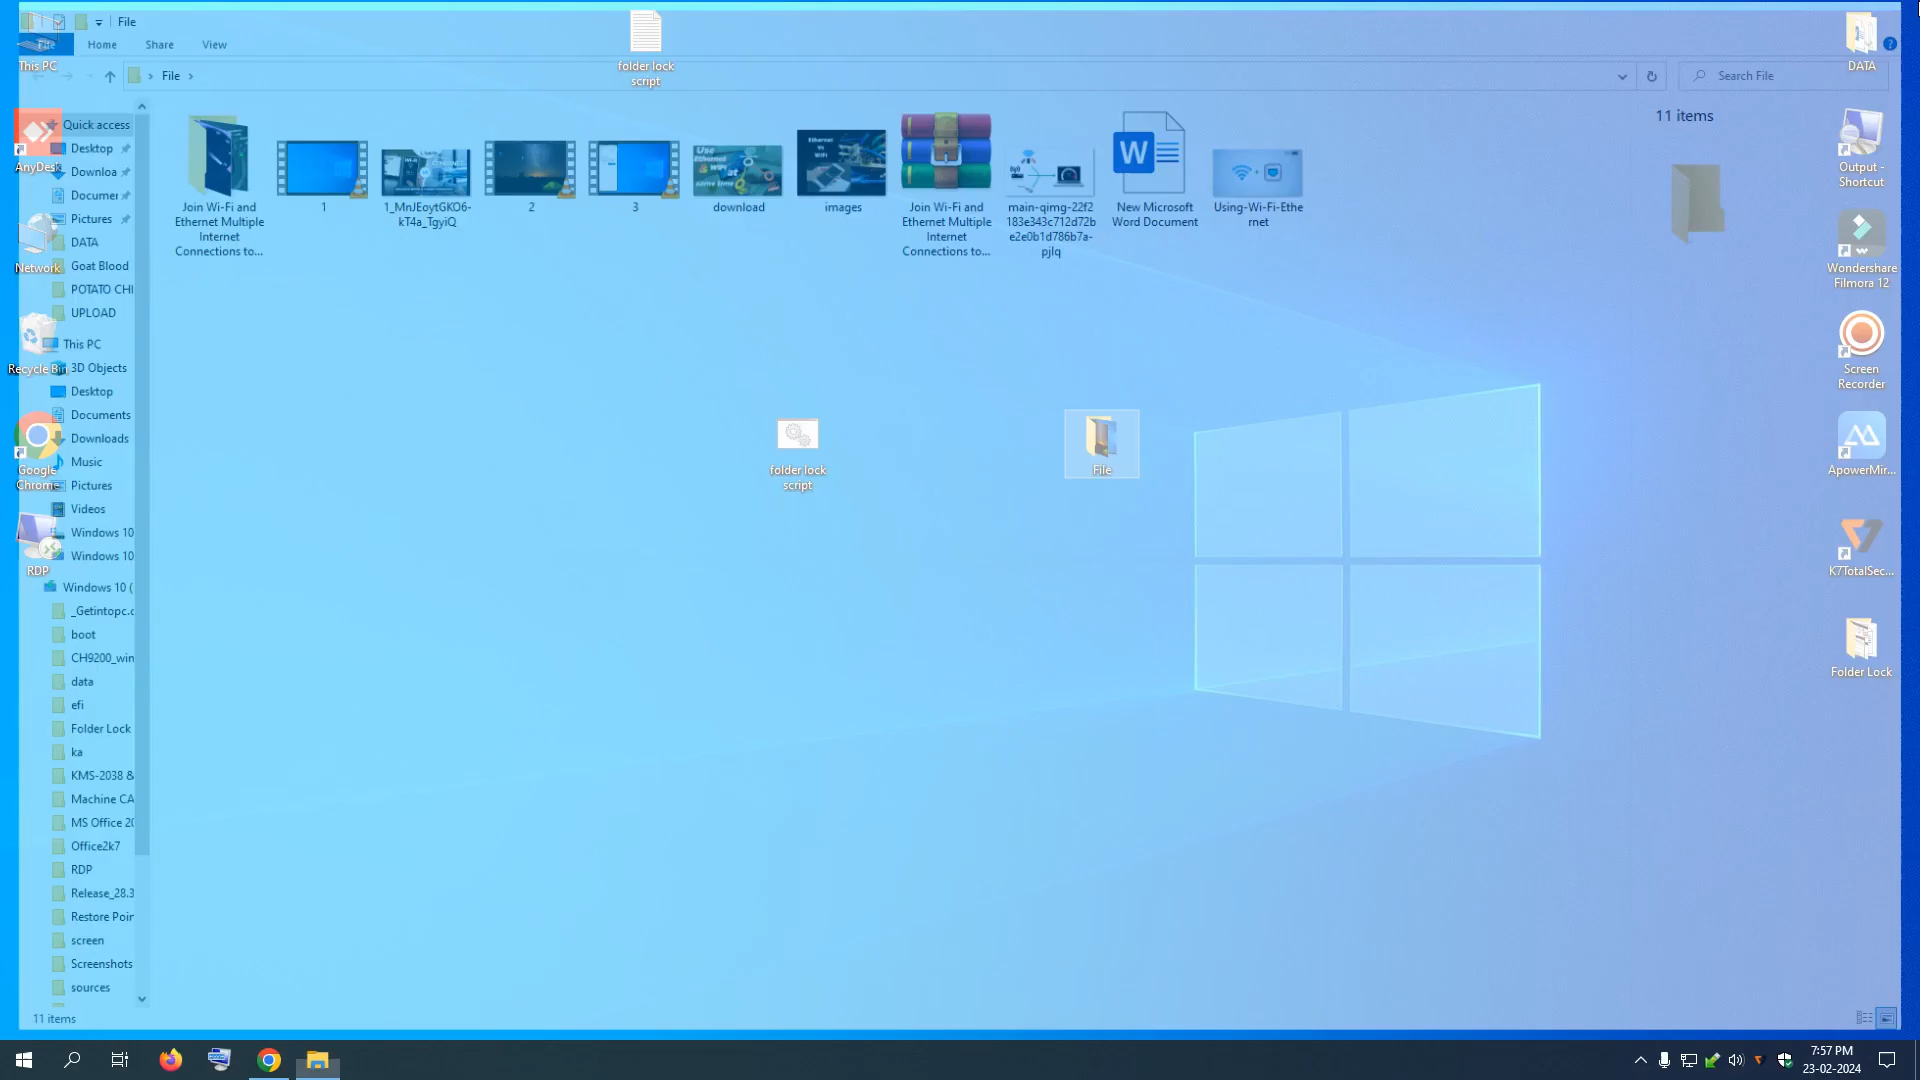 File
File
Home
Share
View
File
Search File
Quick access
Desktop
Downloa
Documer
Pictures
DATA
Goat Blood
POTATO CHI
UPLOAD
This PC
3D Objects
Desktop
Documents
Downloads
Music
Pictures
Videos
Windows 10
Windows 10
Windows 10 (
_Getintopc.c
boot
CH9200_win
data
efi
Folder Lock
ka
KMS-2038 &
Machine CA
MS Office 20
Office2k7
RDP
Release_28.3
Restore Poin
screen
Screenshots
sources
11 items
Join Wi-Fi and
Ethernet Multiple
Internet
Connections to...
1
1_MnJEoytGKO6-
kT4a_TgyiQ
2
3
download
images
Join Wi-Fi and
Ethernet Multiple
Internet
Connections to...
main-qimg-22f2
183e343c712d72b
e2e0b1d786b7a-
pjlq
New Microsoft
Word Document
Using-Wi-Fi-Ethe
rnet
11 items
This PC
AnyDesk
Network
Recycle Bin
Google
Chrome
RDP
folder lock
script
folder lock
script
File
DATA
Output -
Shortcut
Wondershare
Filmora 12
Screen
Recorder
ApowerMir...
K7TotalSec...
Folder Lock
7:57 PM
23-02-2024